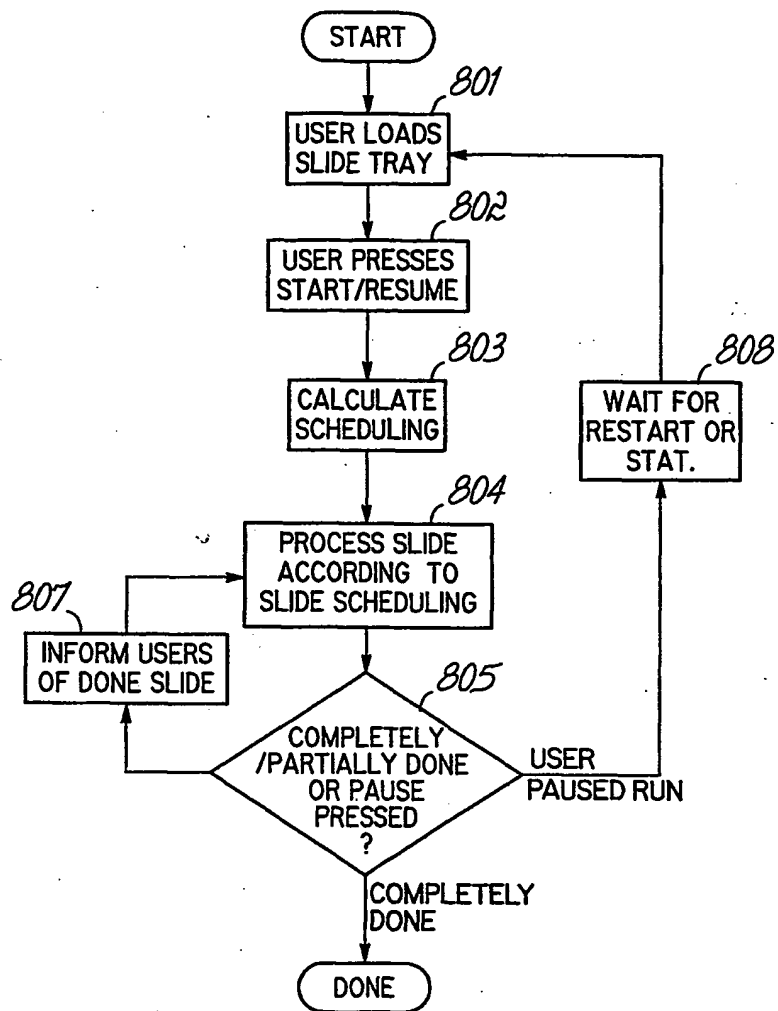 START
801
USER LOADS
SLIDE TRAY
802
USER PRESSES
START/RESUME
803
CALCULATE
SCHEDULING
808
WAIT FOR
RESTART OR
STAT.
804
PROCESS SLIDE
ACCORDING TO
SLIDE SCHEDULING
807
INFORM USERS
OF DONE SLIDE
805
COMPLETELY
/PARTIALLY DONE
OR PAUSE
PRESSED
?
USER
PAUSED RUN
COMPLETELY
DONE
DONE